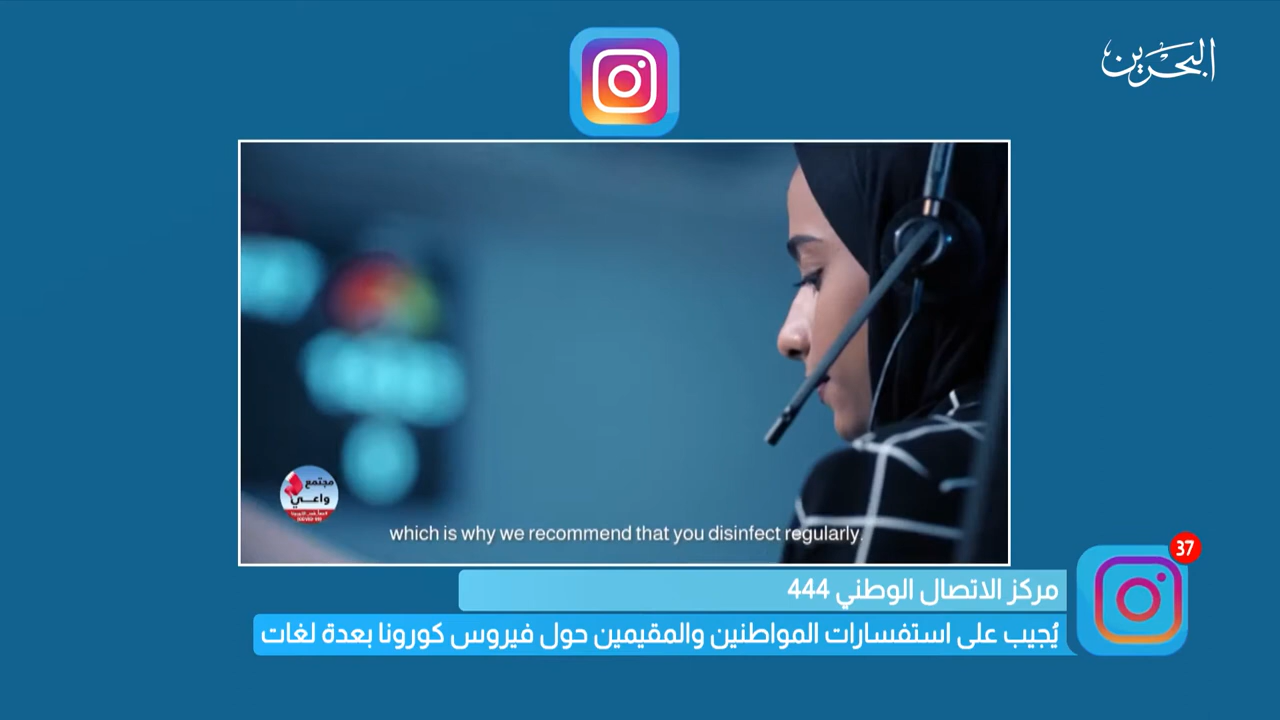 البحرين
مجتمع
واعي
which is why we recommend that you disinfect regularly.
37
مركز الاتصال الوطني 444
يُجيب على استفسارات المواطنين والمقيمين حول فيروس كورونا بعدة لغات